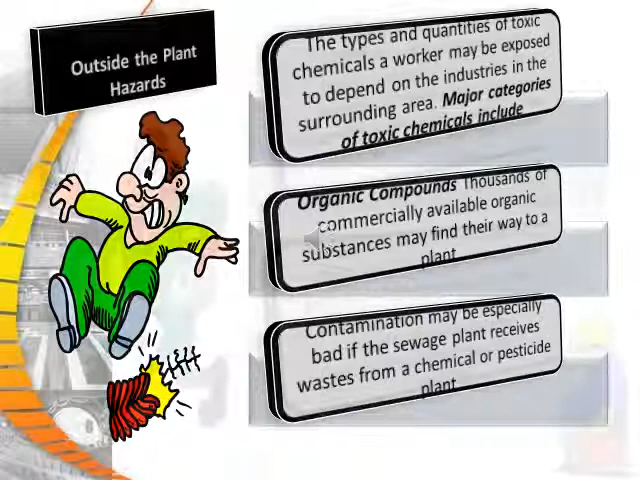 Outside the Plant
Hazards
The types and quantities of toxic
chemicals a worker may be exposed
to depend on the industries in the
surrounding area. Major categories
of toxic chemicals include
Organic Compounds Thousands of
commercially available organic
substances may find their way to a
plant
Contamination may be especially
bad if the sewage plant receives
wastes from a chemical or pesticide
plant